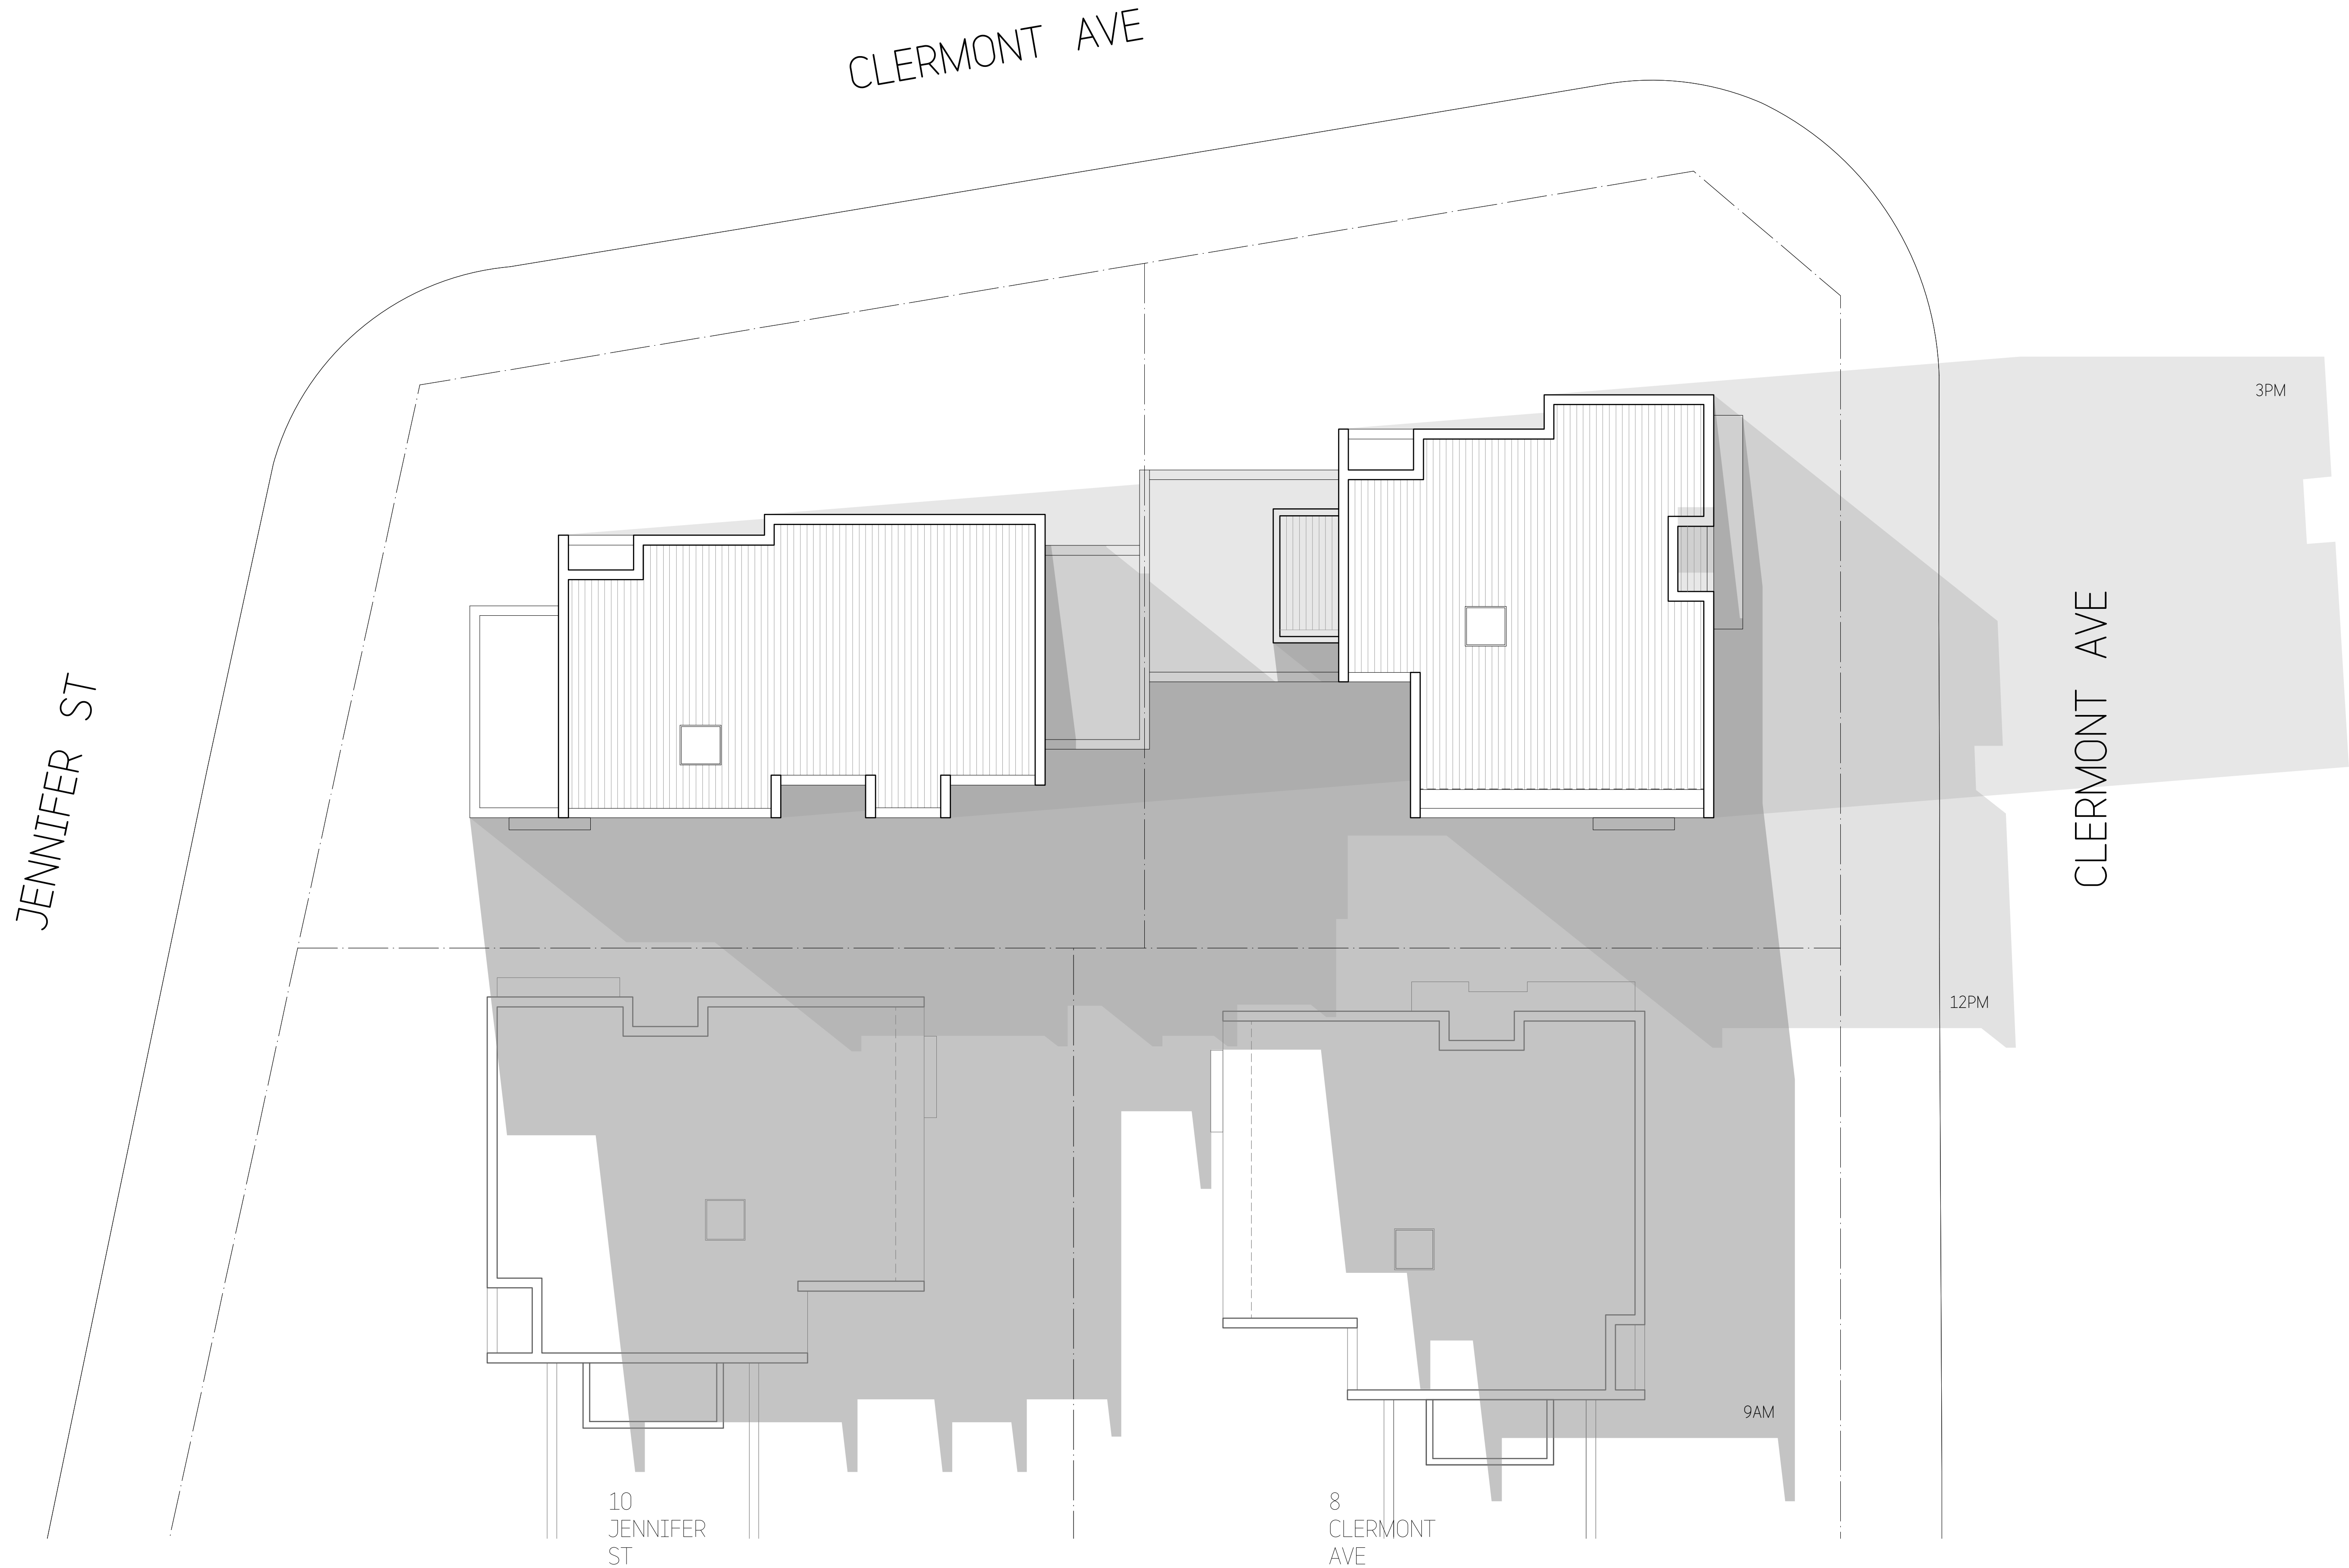 CLERMONT AVE
3PM
CLERMONT AVE
JENNIFER ST
12PM
9AM
10
JENNIFER
ST
8
CLERMONT
AVE